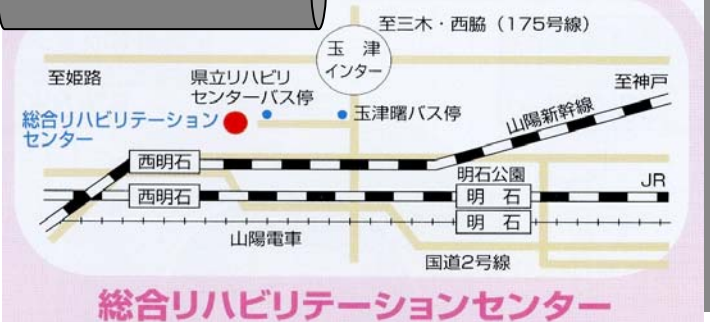 至三木・西脇（175号線）
玉　津
インター
至姫路
県立リハビリ
センターバス停
至神戸
総合リハビリテーション
センター
玉津曙バス停
山陽新幹線
西明石
明石公園
JR
西明石
明　石
明　石
山陽電車
国道2号線
総合リハビリテーションセンター